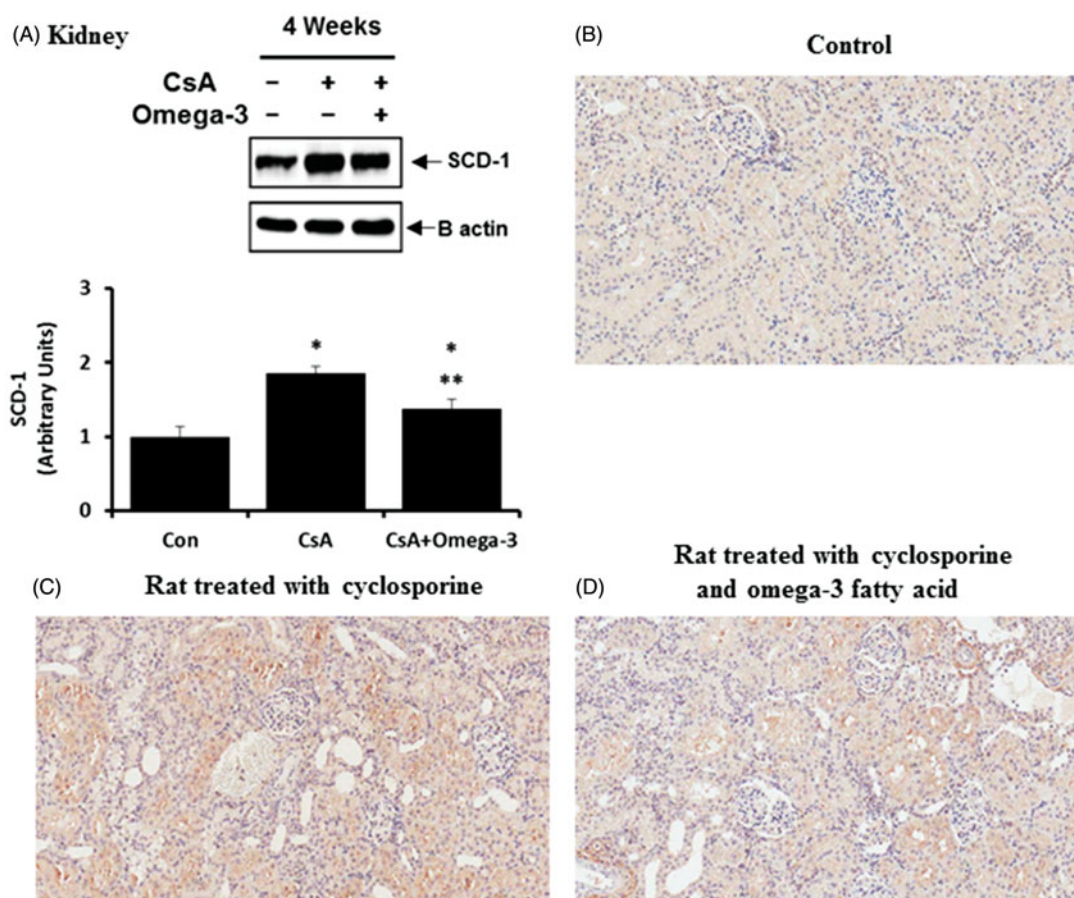 (A) Kidney
4 Weeks
CsA – + +
Omega-3 – – +
SCD-1
B actin
SCD-1
(Arbitrary Units)
3
2
1
0
*
*
**
Con CsA CsA+Omega-3
(B) Control
(C) Rat treated with cyclosporine
(D) Rat treated with cyclosporine
and omega-3 fatty acid